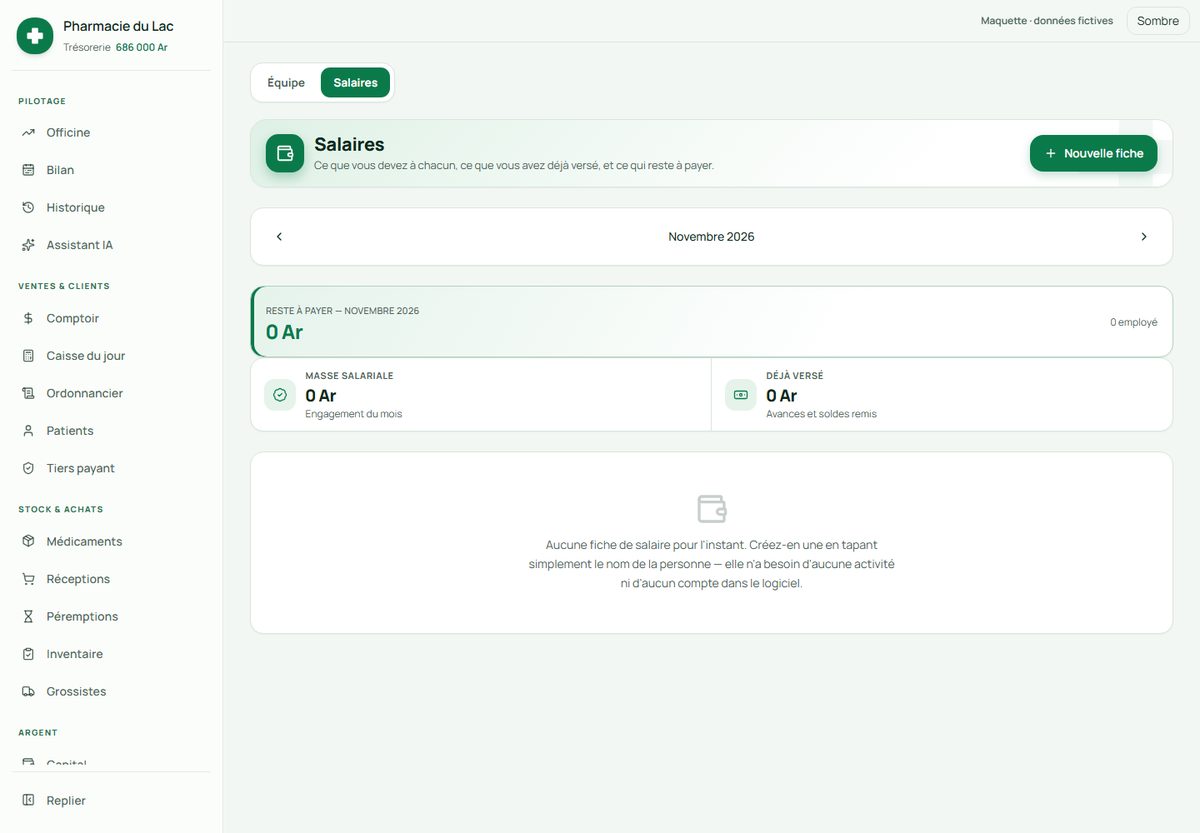 Pharmacie du Lac
Trésorerie 686 000 Ar
Maquette · données fictives
Sombre
PILOTAGE
Officine
Bilan
Historique
Assistant IA
VENTES & CLIENTS
Comptoir
Caisse du jour
Ordonnancier
Patients
Tiers payant
STOCK & ACHATS
Médicaments
Réceptions
Péremptions
Inventaire
Grossistes
ARGENT
Capital
Replier
Équipe
Salaires
Salaires
Ce que vous devez à chacun, ce que vous avez déjà versé, et ce qui reste à payer.
+ Nouvelle fiche
Novembre 2026
RESTE À PAYER — NOVEMBRE 2026
0 Ar
0 employé
MASSE SALARIALE
0 Ar
Engagement du mois
DÉJÀ VERSÉ
0 Ar
Avances et soldes remis
Aucune fiche de salaire pour l'instant. Créez-en une en tapant
simplement le nom de la personne — elle n'a besoin d'aucune activité
ni d'aucun compte dans le logiciel.